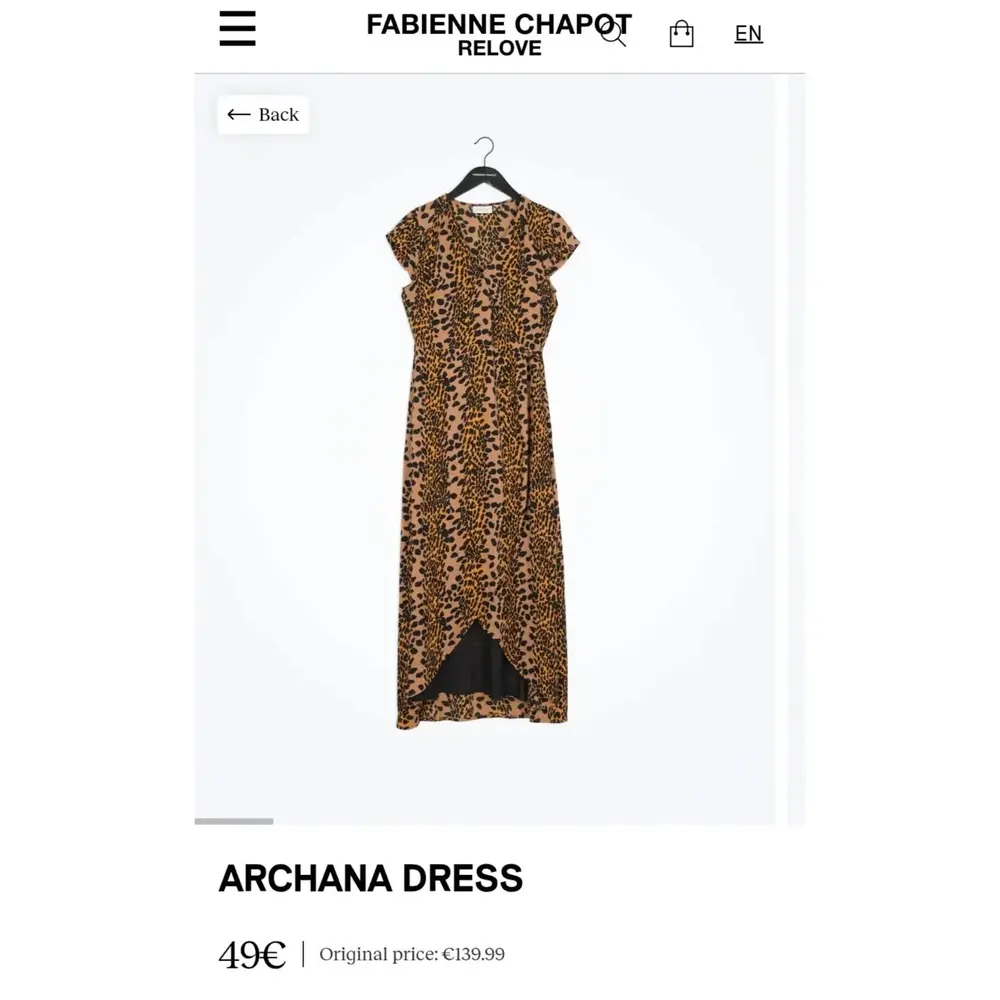 FABIENNE CHAPOT
RELOVE
EN
Back
ARCHANA DRESS
49€ | Original price: €139.99